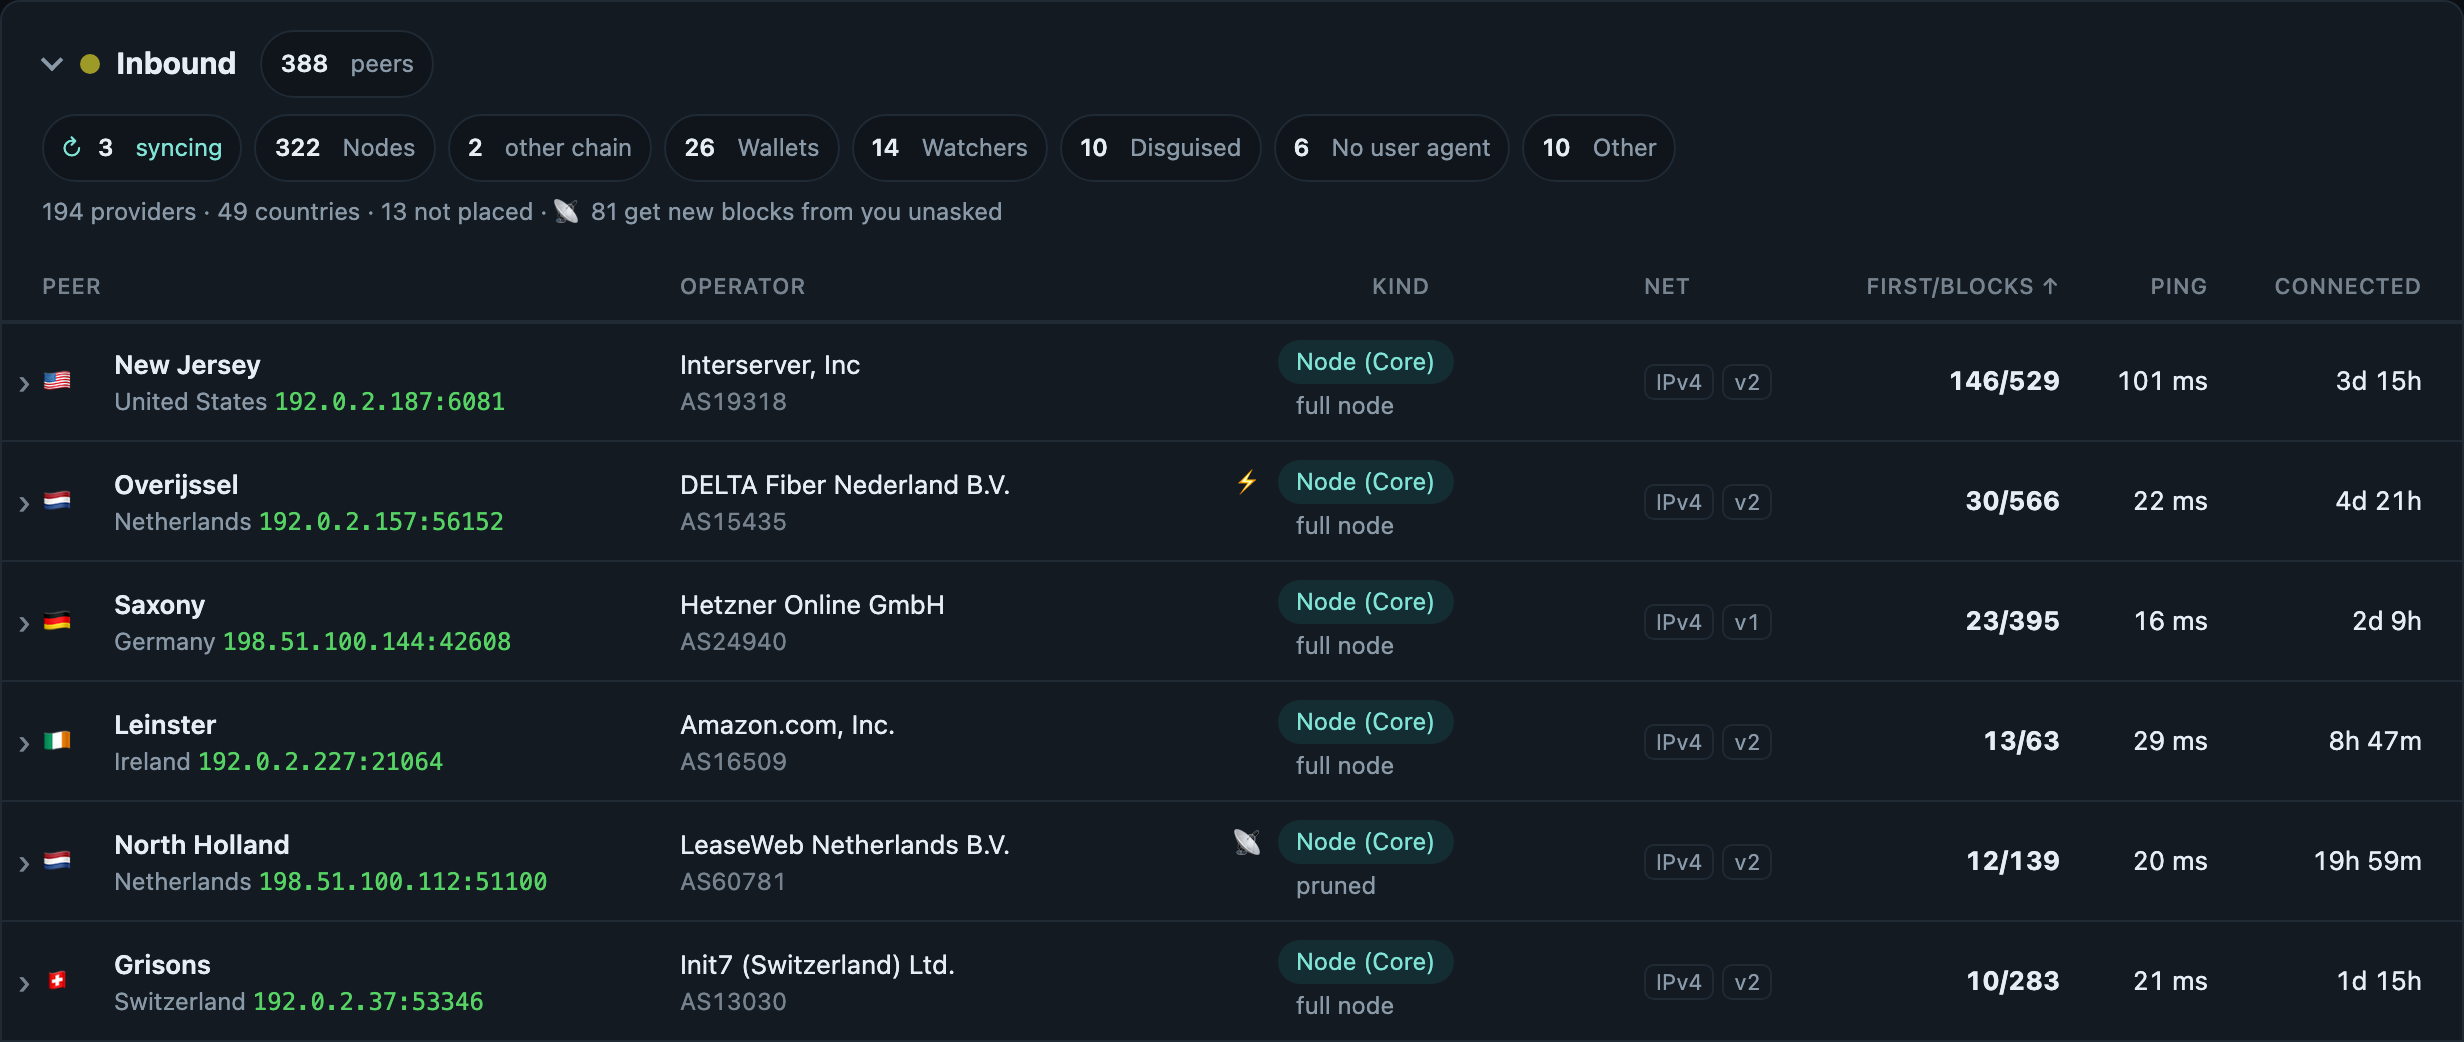 Inbound 388 peers
3 syncing 322 Nodes 2 other chain 26 Wallets 14 Watchers 10 Disguised 6 No user agent 10 Other
194 providers · 49 countries · 13 not placed · 81 get new blocks from you unasked
PEER OPERATOR KIND NET FIRST/BLOCKS ↑ PING CONNECTED
New Jersey Interserver, Inc Node (Core) IPv4 v2 146/529 101 ms 3d 15h
United States 192.0.2.187:6081 AS19318 full node
Overijssel DELTA Fiber Nederland B.V. Node (Core) IPv4 v2 30/566 22 ms 4d 21h
Netherlands 192.0.2.157:56152 AS15435 full node
Saxony Hetzner Online GmbH Node (Core) IPv4 v1 23/395 16 ms 2d 9h
Germany 198.51.100.144:42608 AS24940 full node
Leinster Amazon.com, Inc. Node (Core) IPv4 v2 13/63 29 ms 8h 47m
Ireland 192.0.2.227:21064 AS16509 full node
North Holland LeaseWeb Netherlands B.V. Node (Core) IPv4 v2 12/139 20 ms 19h 59m
Netherlands 198.51.100.112:51100 AS60781 pruned
Grisons Init7 (Switzerland) Ltd. Node (Core) IPv4 v2 10/283 21 ms 1d 15h
Switzerland 192.0.2.37:53346 AS13030 full node